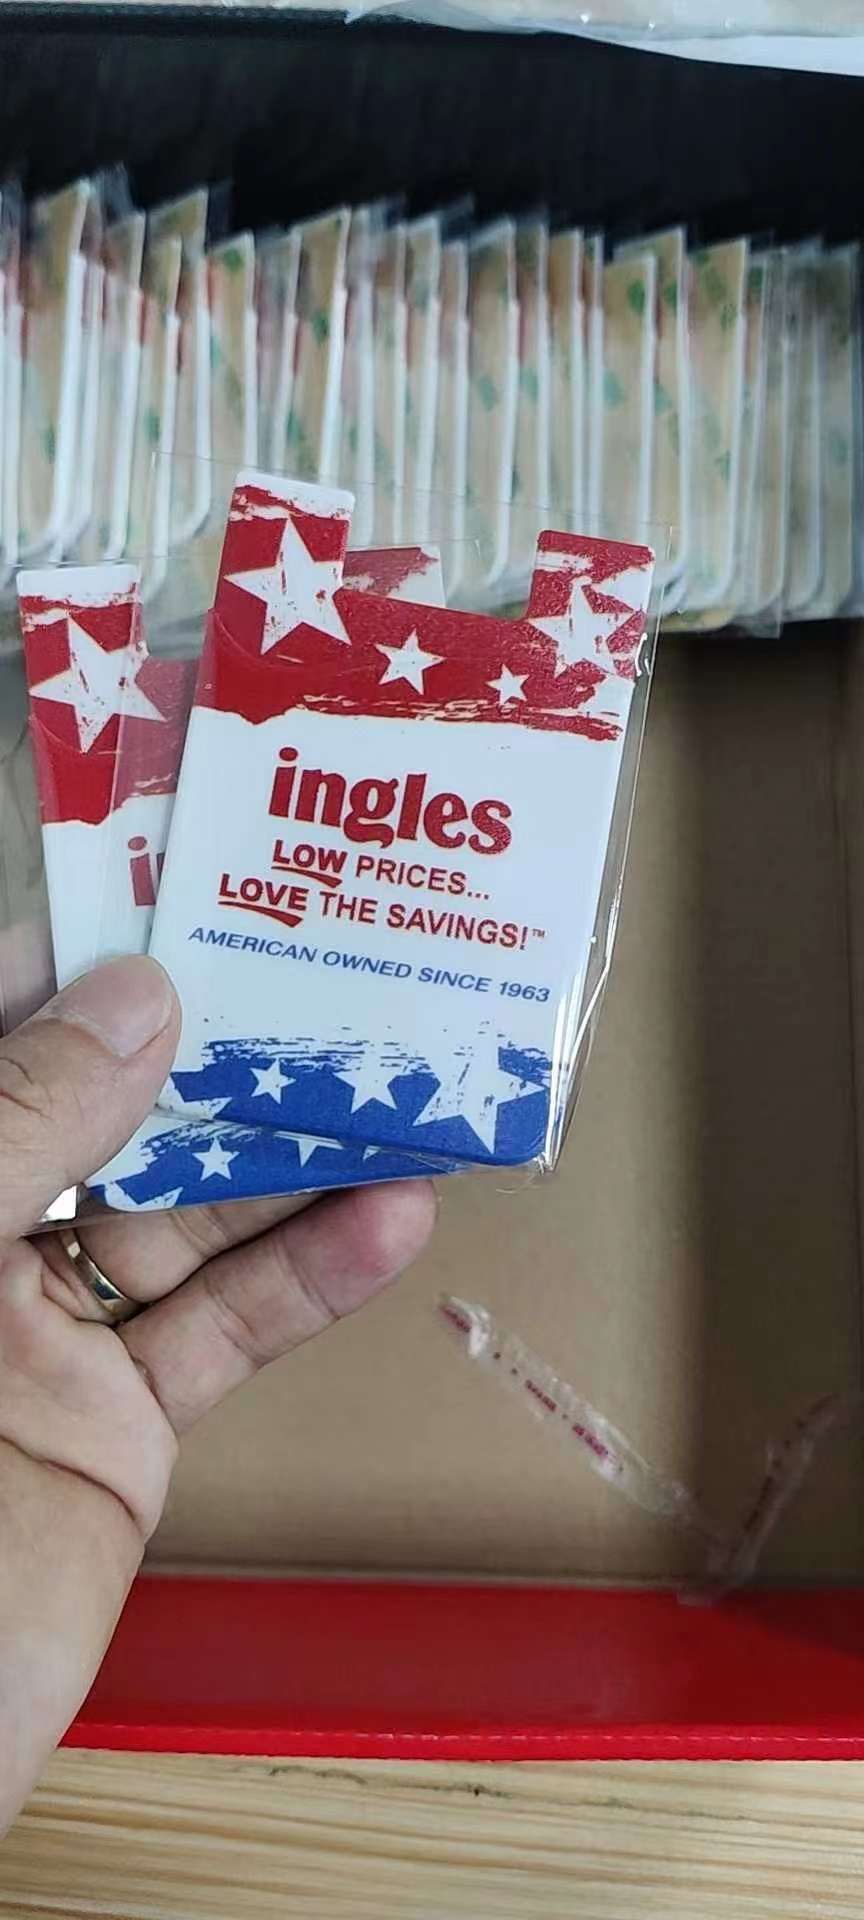 ingles
LOW PRICES...
LOVE THE SAVINGS!™
AMERICAN OWNED SINCE 1963